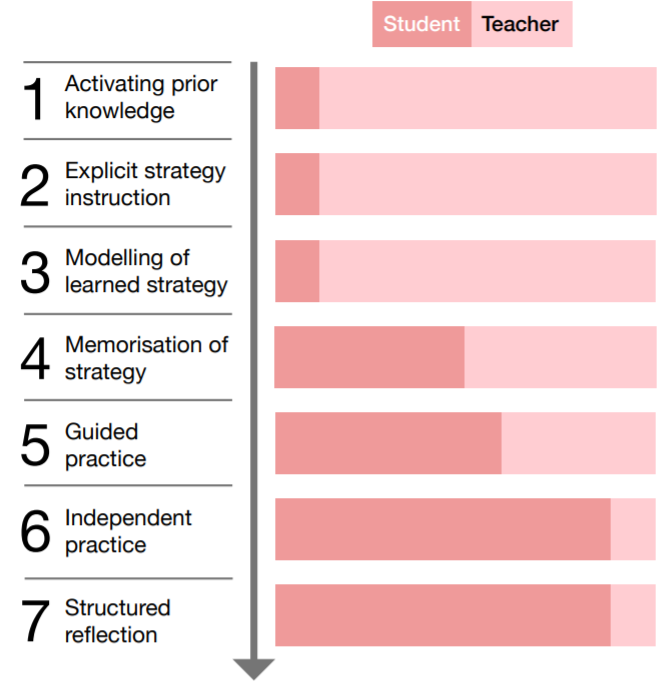 Student Teacher
1 Activating prior
knowledge
2 Explicit strategy
instruction
3 Modelling of
learned strategy
4 Memorisation of
strategy
5 Guided
practice
6 Independent
practice
7 Structured
reflection